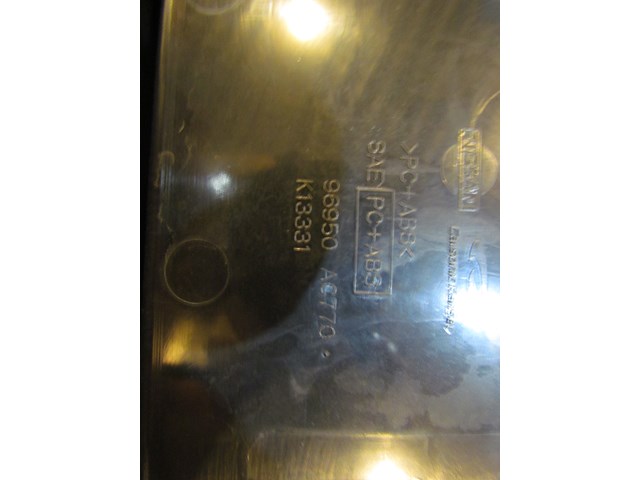 NISSAN
>PC+ABS<
SAE PC+ABS
96950 AC770
K13331